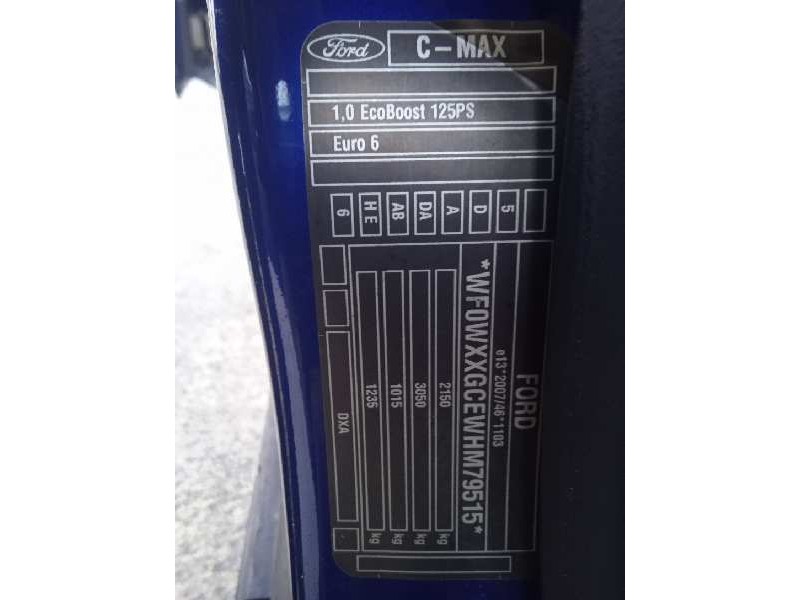 Ford
C-MAX
1,0 EcoBoost 125PS
Euro 6
5
D
A
DA
AB
HE
6
FORD
e13*2007/46*1103
*WF0WXXGCEWHM79515*
2150 kg
3050 kg
1015 kg
1235 kg
DXA